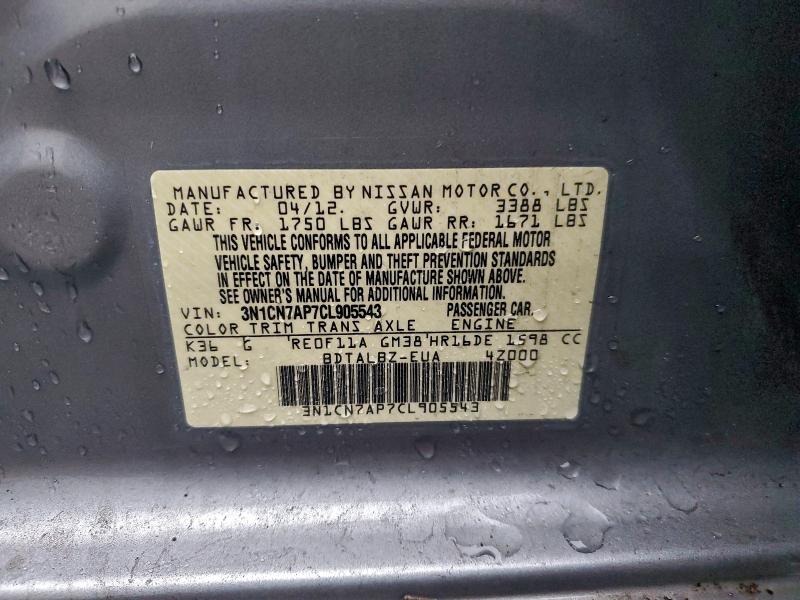 MANUFACTURED BY NISSAN MOTOR CO., LTD.
DATE: 04/12. GVWR: 3388 LBS
GAWR FR. 1750 LBS GAWR RR: 1671 LBS
THIS VEHICLE CONFORMS TO ALL APPLICABLE FEDERAL MOTOR
VEHICLE SAFETY, BUMPER AND THEFT PREVENTION STANDARDS
IN EFFECT ON THE DATE OF MANUFACTURE SHOWN ABOVE.
SEE OWNER'S MANUAL FOR ADDITIONAL INFORMATION.
VIN: 3N1CN7AP7CL905543 PASSENGER CAR.
COLOR TRIM TRANS AXLE ENGINE
K36 G 'RE0F11A GM38'HR16DE 1598 CC
BDTALBZ-EUA 4Z000
3N1CN7AP7CL905543